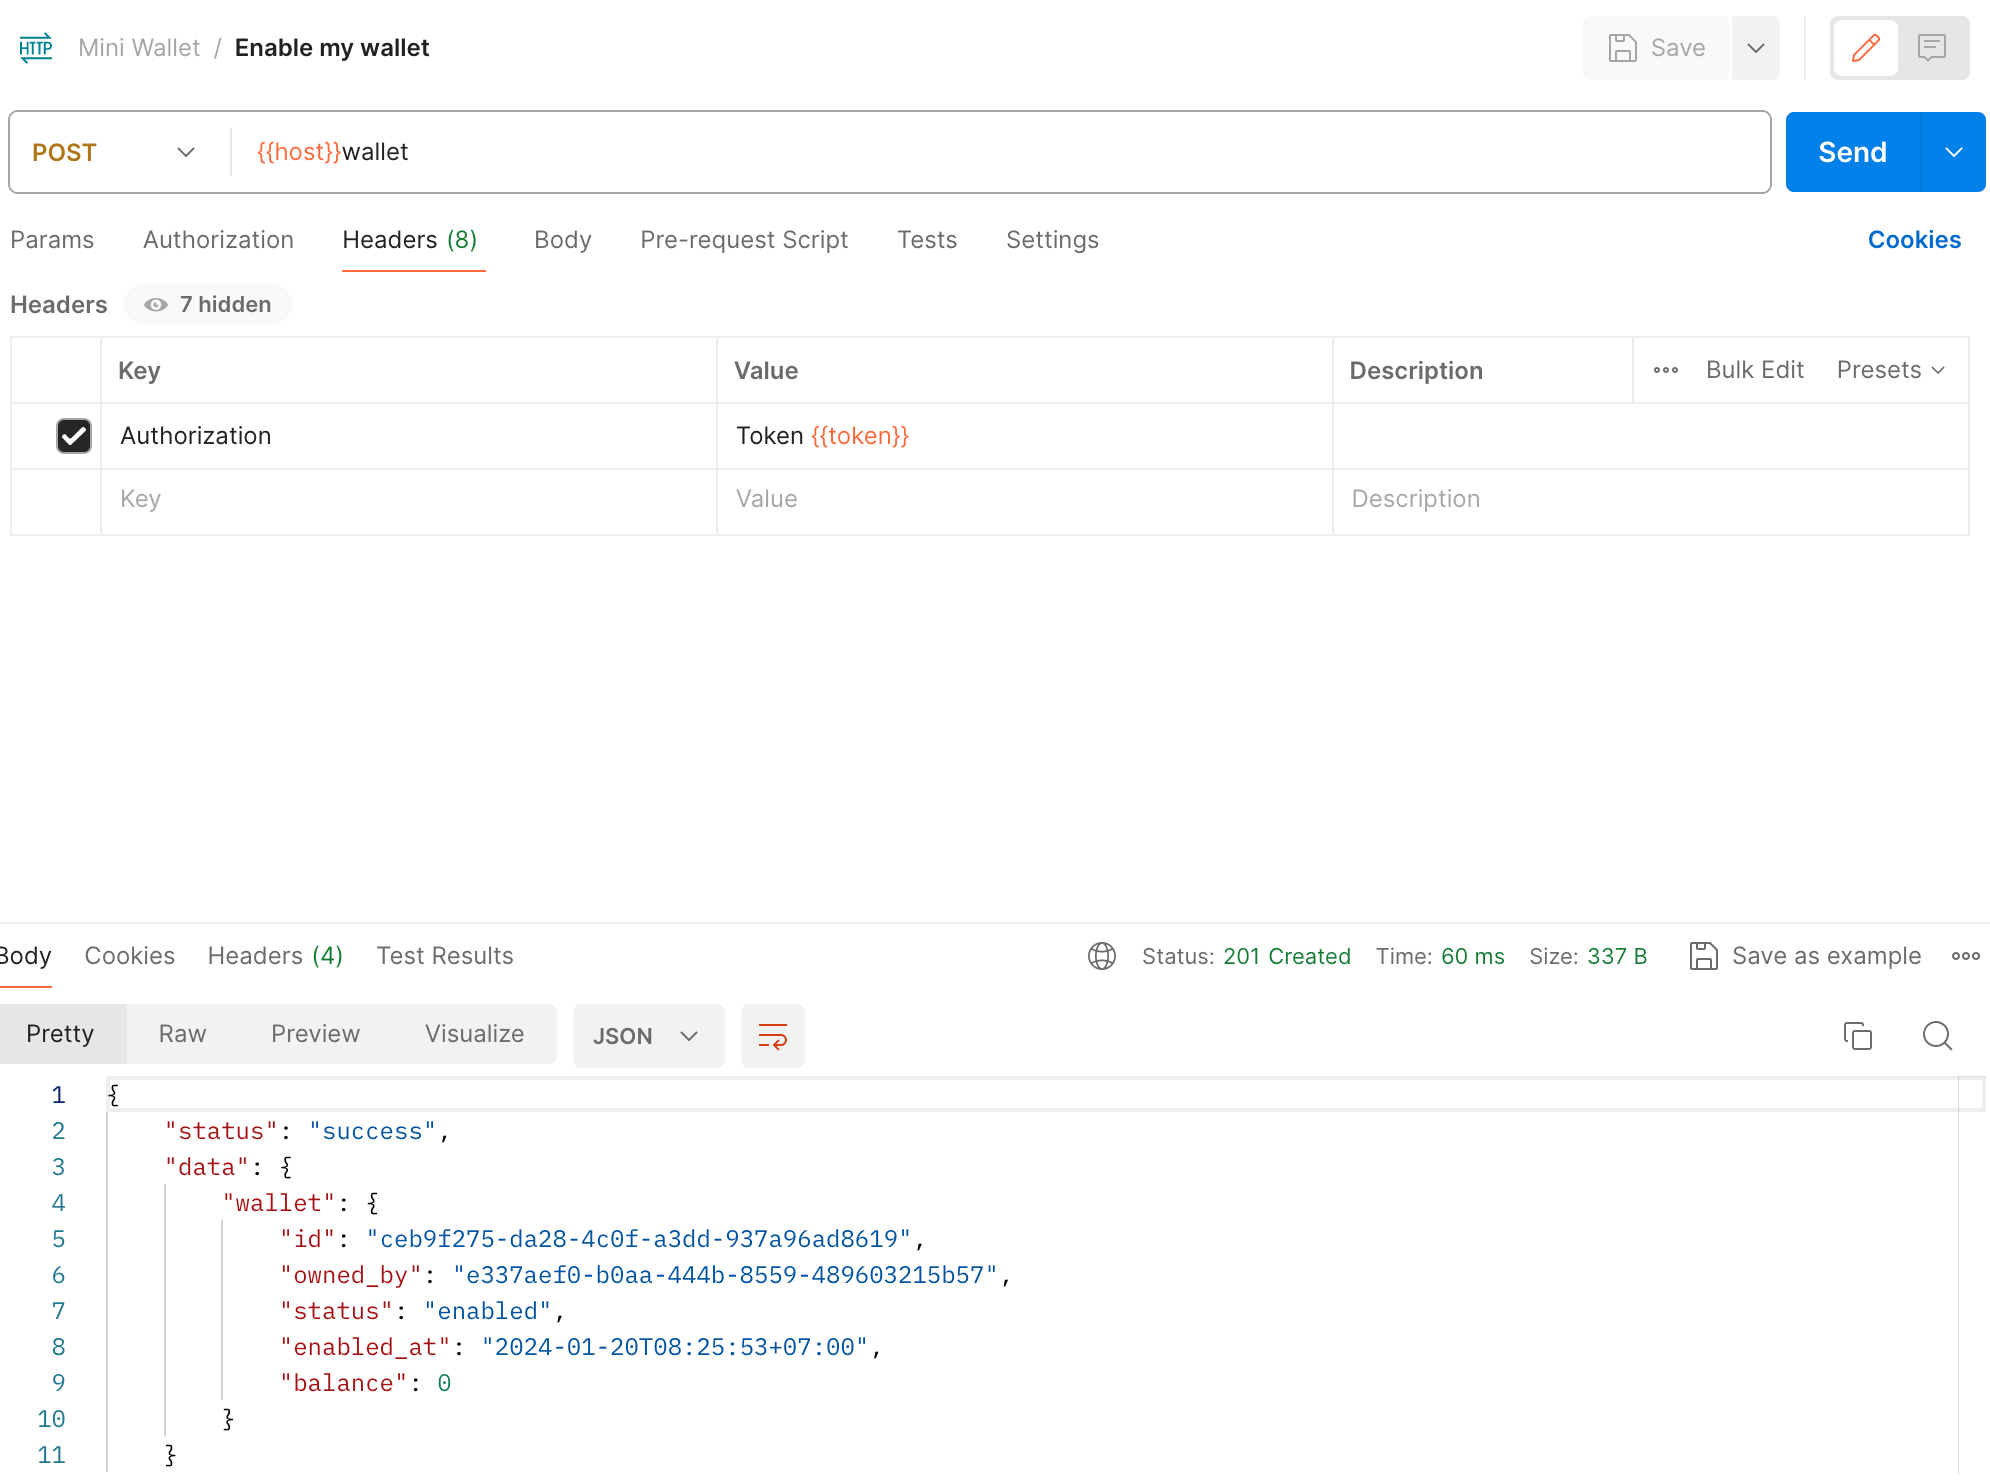 HTTP Mini Wallet / Enable my wallet Save
POST {{host}}wallet Send
Params Authorization Headers (8) Body Pre-request Script Tests Settings Cookies
Headers 7 hidden
Key Value Description Bulk Edit Presets
Authorization Token {{token}}
Key Value Description
Body Cookies Headers (4) Test Results Status: 201 Created Time: 60 ms Size: 337 B Save as example
Pretty Raw Preview Visualize JSON
1 {
2 "status": "success",
3 "data": {
4 "wallet": {
5 "id": "ceb9f275-da28-4c0f-a3dd-937a96ad8619",
6 "owned_by": "e337aef0-b0aa-444b-8559-489603215b57",
7 "status": "enabled",
8 "enabled_at": "2024-01-20T08:25:53+07:00",
9 "balance": 0
10 }
11 }